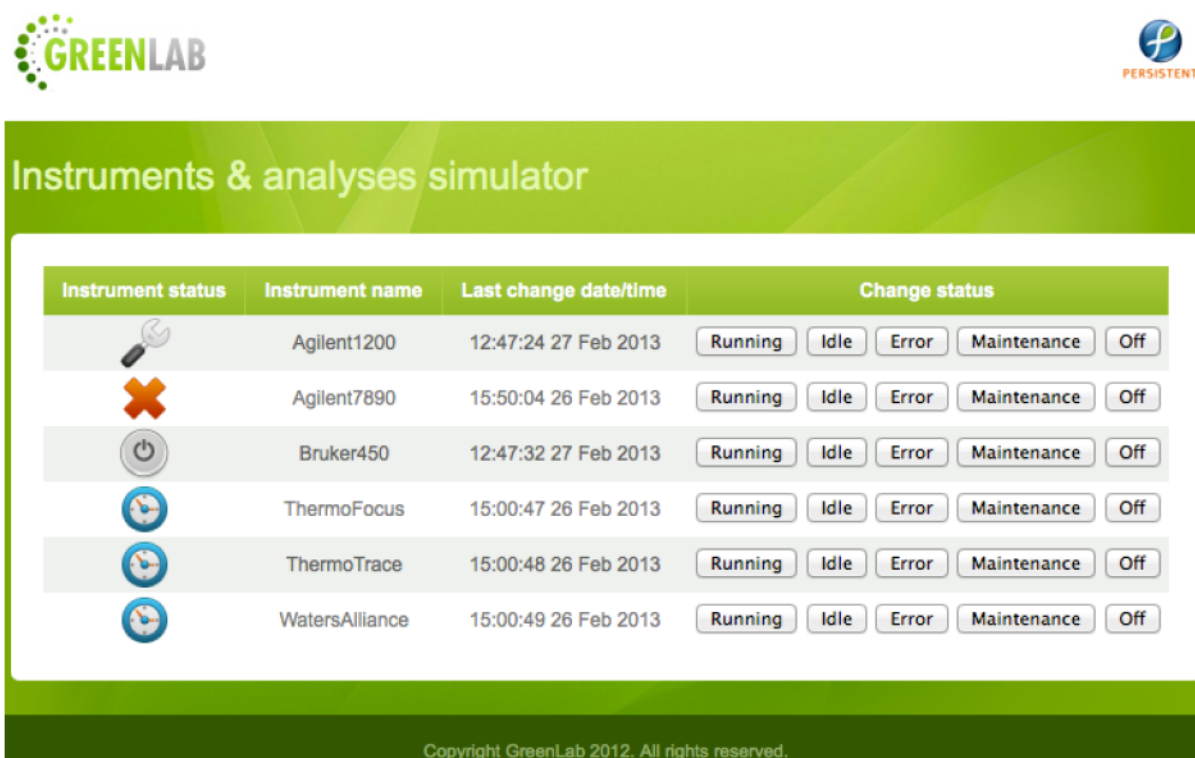 GREENLAB
PERSISTENT
Instruments & analyses simulator
Instrument status Instrument name Last change date/time Change status
Agilent1200 12:47:24 27 Feb 2013 Running Idle Error Maintenance Off
Agilent7890 15:50:04 26 Feb 2013 Running Idle Error Maintenance Off
Bruker450 12:47:32 27 Feb 2013 Running Idle Error Maintenance Off
ThermoFocus 15:00:47 26 Feb 2013 Running Idle Error Maintenance Off
ThermoTrace 15:00:48 26 Feb 2013 Running Idle Error Maintenance Off
WatersAlliance 15:00:49 26 Feb 2013 Running Idle Error Maintenance Off
Copyright GreenLab 2012. All rights reserved.